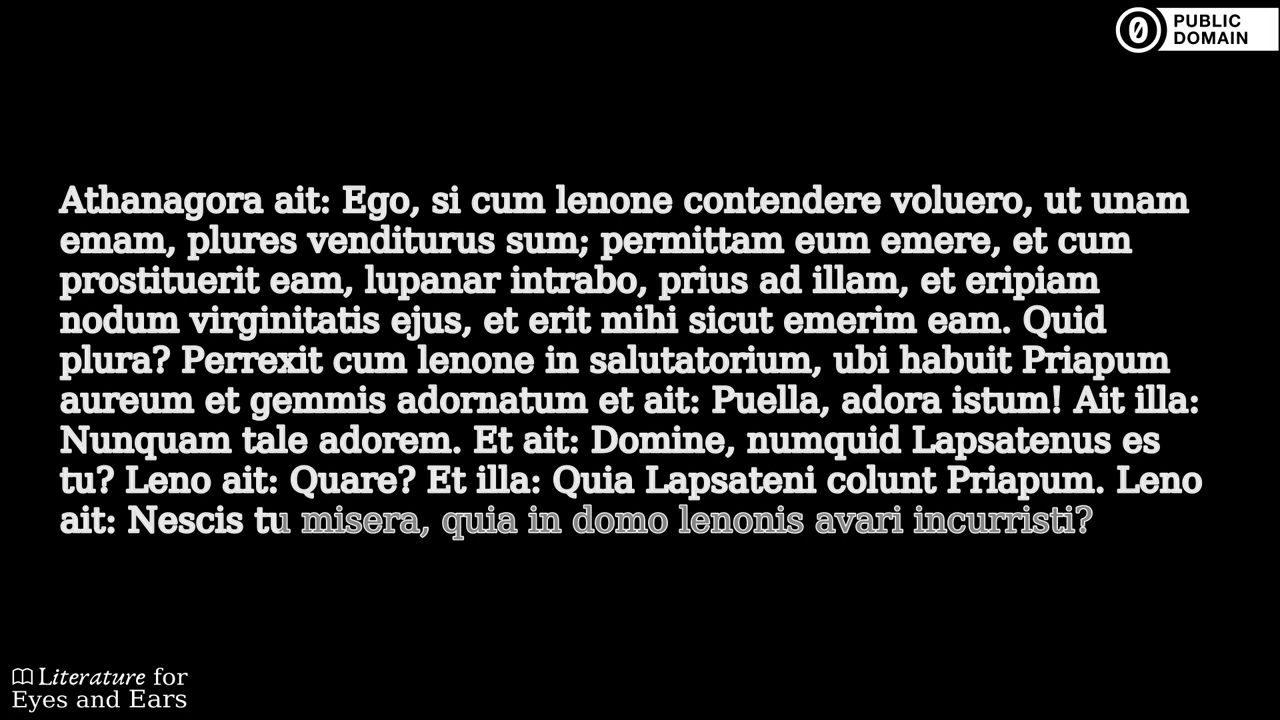 PUBLIC
DOMAIN
Athanagora ait: Ego, si cum lenone contendere voluero, ut unam
emam, plures venditurus sum; permittam eum emere, et cum
prostituerit eam, lupanar intrabo, prius ad illam, et eripiam
nodum virginitatis ejus, et erit mihi sicut emerim eam. Quid
plura? Perrexit cum lenone in salutatorium, ubi habuit Priapum
aureum et gemmis adornatum et ait: Puella, adora istum! Ait illa:
Nunquam tale adorem. Et ait: Domine, numquid Lapsatenus es
tu? Leno ait: Quare? Et illa: Quia Lapsateni colunt Priapum. Leno
ait: Nescis tu misera, quia in domo lenonis avari incurristi?
Literature for
Eyes and Ears